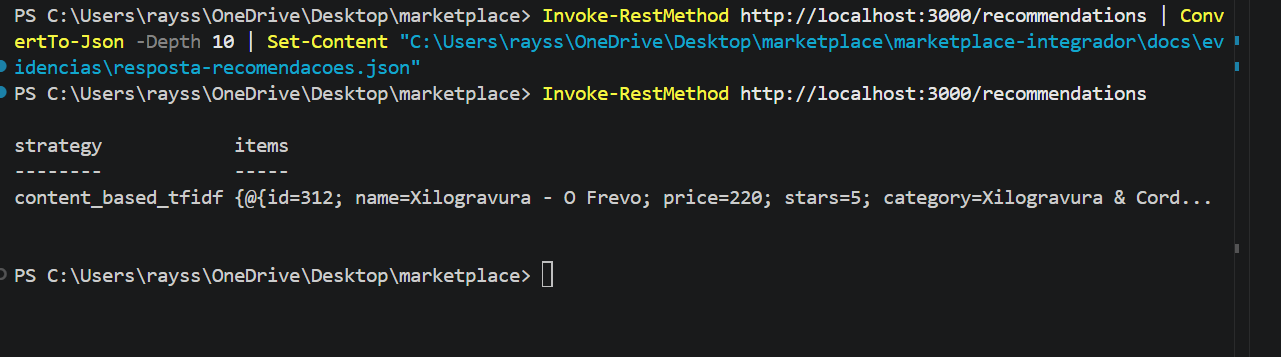 PS C:\Users\rayss\OneDrive\Desktop\marketplace> Invoke-RestMethod http://localhost:3000/recommendations | Conv
ertTo-Json -Depth 10 | Set-Content "C:\Users\rayss\OneDrive\Desktop\marketplace\marketplace-integrador\docs\ev
idencias\resposta-recomendacoes.json"
PS C:\Users\rayss\OneDrive\Desktop\marketplace> Invoke-RestMethod http://localhost:3000/recommendations
strategy items
-------- -----
content_based_tfidf {@{id=312; name=Xilogravura - O Frevo; price=220; stars=5; category=Xilogravura & Cord...
PS C:\Users\rayss\OneDrive\Desktop\marketplace>